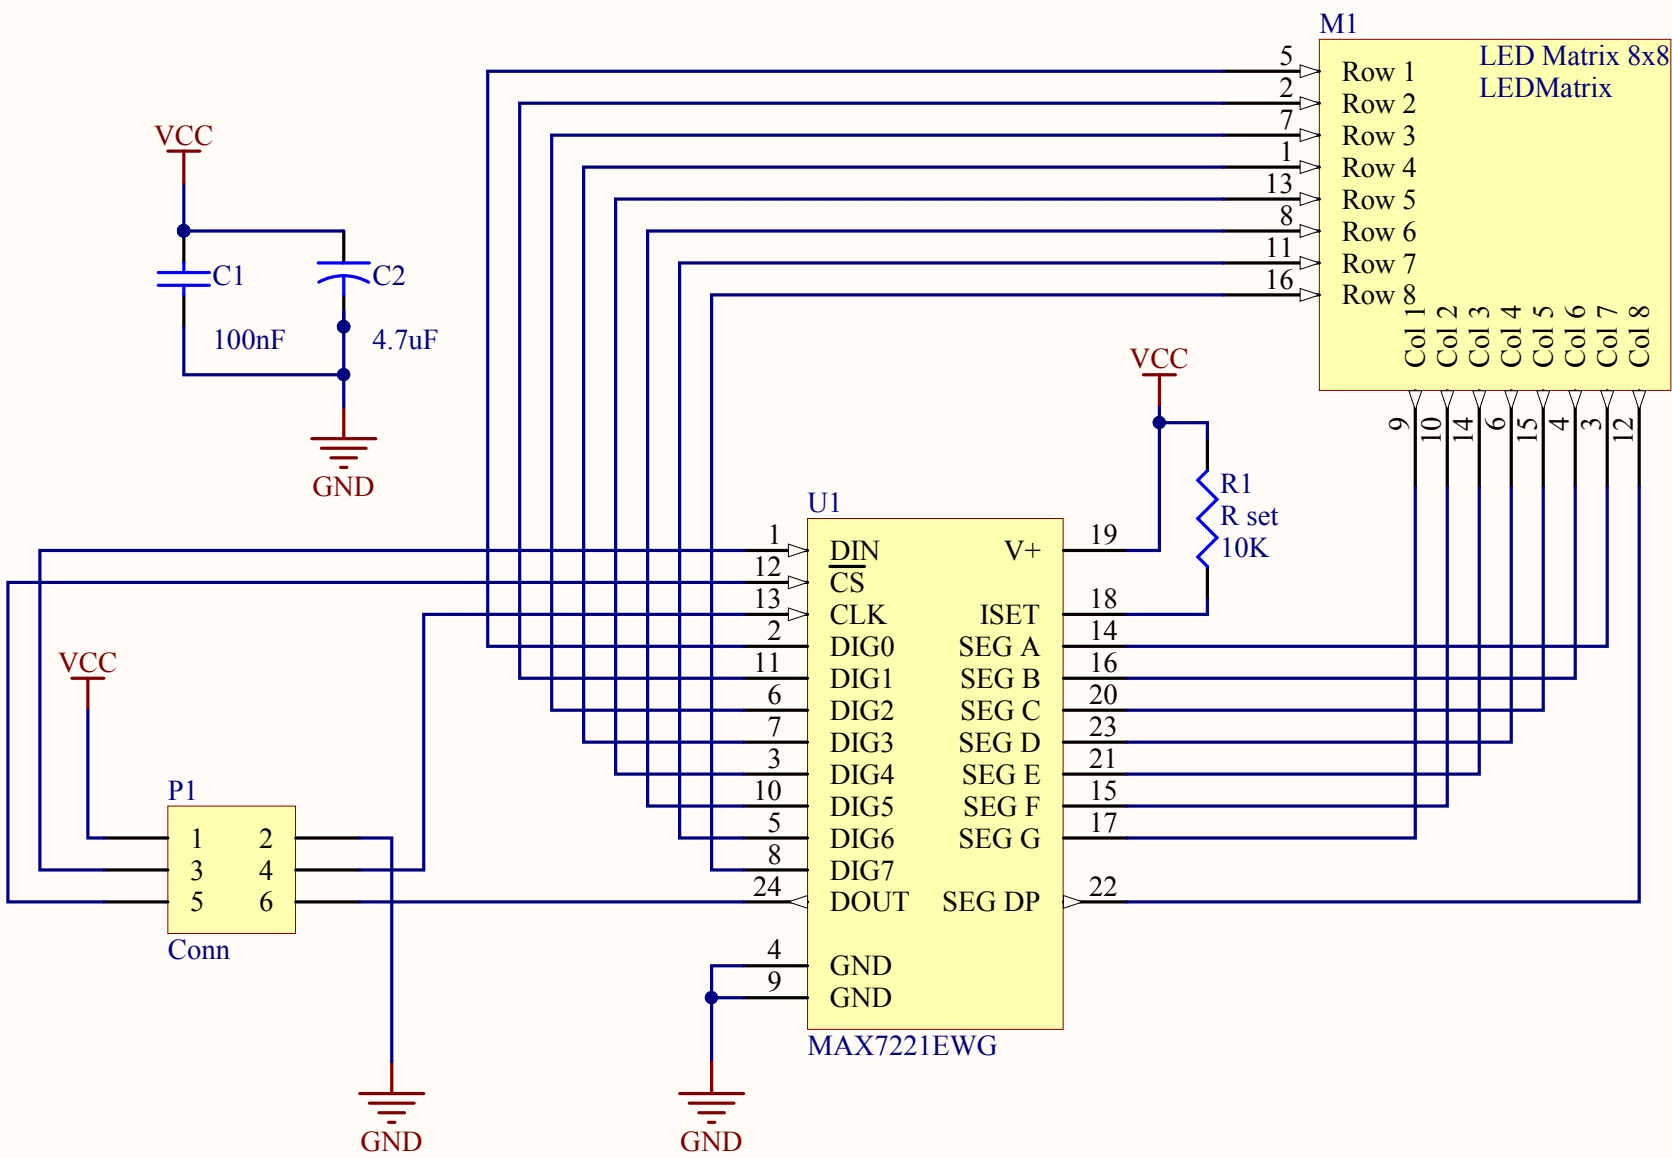 M1
LED Matrix 8x8
LEDMatrix
5 Row 1
2 Row 2
7 Row 3
1 Row 4
13 Row 5
8 Row 6
11 Row 7
16 Row 8
Col 1
Col 2
Col 3
Col 4
Col 5
Col 6
Col 7
Col 8
9
10
14
6
15
4
3
12
VCC
C1
100nF
C2
4.7uF
GND
VCC
R1
R set
10K
U1
1 DIN V+ 19
12 CS
13 CLK ISET 18
2 DIG0 SEG A 14
11 DIG1 SEG B 16
6 DIG2 SEG C 20
7 DIG3 SEG D 23
3 DIG4 SEG E 21
10 DIG5 SEG F 15
5 DIG6 SEG G 17
8 DIG7
24 DOUT SEG DP 22
4 GND
9 GND
MAX7221EWG
VCC
P1
1 2
3 4
5 6
Conn
GND
GND